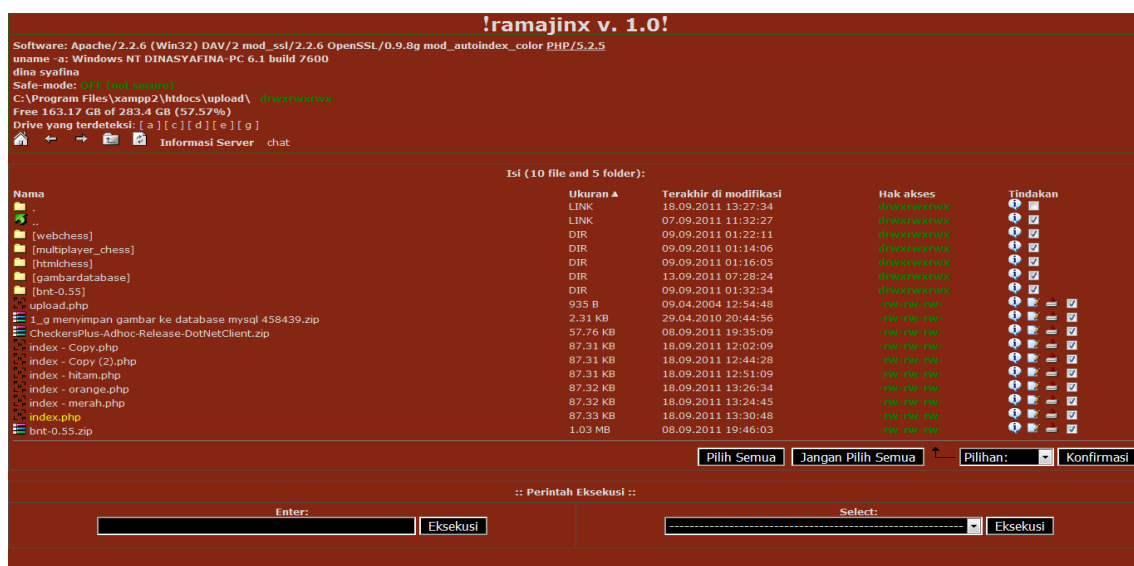 !ramajinx v. 1.0!
Software: Apache/2.2.6 (Win32) DAV/2 mod_ssl/2.2.6 OpenSSL/0.9.8g mod_autoindex_color PHP/5.2.5
uname -a: Windows NT DINASYAFINA-PC 6.1 build 7600
dina syafina
Safe-mode: OFF (not secure)
C:\Program Files\xampp2\htdocs\upload\ drwxrwxrwx
Free 163.17 GB of 283.4 GB (57.57%)
Drive yang terdeteksi: [ a ] [ c ] [ d ] [ e ] [ g ]
Informasi Server chat
Isi (10 file and 5 folder):
Nama Ukuran Terakhir di modifikasi Hak akses Tindakan
. LINK 18.09.2011 13:27:34 drwxrwxrwx
.. LINK 07.09.2011 11:32:27 drwxrwxrwx
[webchess] DIR 09.09.2011 01:22:11 drwxrwxrwx
[multiplayer_chess] DIR 09.09.2011 01:14:06 drwxrwxrwx
[htmlchess] DIR 09.09.2011 01:16:05 drwxrwxrwx
[gambardatabase] DIR 13.09.2011 07:28:24 drwxrwxrwx
[bnt-0.55] DIR 09.09.2011 01:32:34 drwxrwxrwx
upload.php 935 B 09.04.2004 12:54:48 -rw-rw-rw-
1_g menyimpan gambar ke database mysql 458439.zip 2.31 KB 29.04.2010 20:44:56 -rw-rw-rw-
CheckersPlus-Adhoc-Release-DotNetClient.zip 57.76 KB 08.09.2011 19:35:09 -rw-rw-rw-
index - Copy.php 87.31 KB 18.09.2011 12:02:09 -rw-rw-rw-
index - Copy (2).php 87.31 KB 18.09.2011 12:44:28 -rw-rw-rw-
index - hitam.php 87.31 KB 18.09.2011 12:51:09 -rw-rw-rw-
index - orange.php 87.32 KB 18.09.2011 13:26:34 -rw-rw-rw-
index - merah.php 87.32 KB 18.09.2011 13:24:45 -rw-rw-rw-
index.php 87.33 KB 18.09.2011 13:30:48 -rw-rw-rw-
bnt-0.55.zip 1.03 MB 08.09.2011 19:46:03 -rw-rw-rw-
Pilih Semua Jangan Pilih Semua Pilihan: Konfirmasi
:: Perintah Eksekusi ::
Enter: Select:
Eksekusi ----------------------------------------------------------- Eksekusi